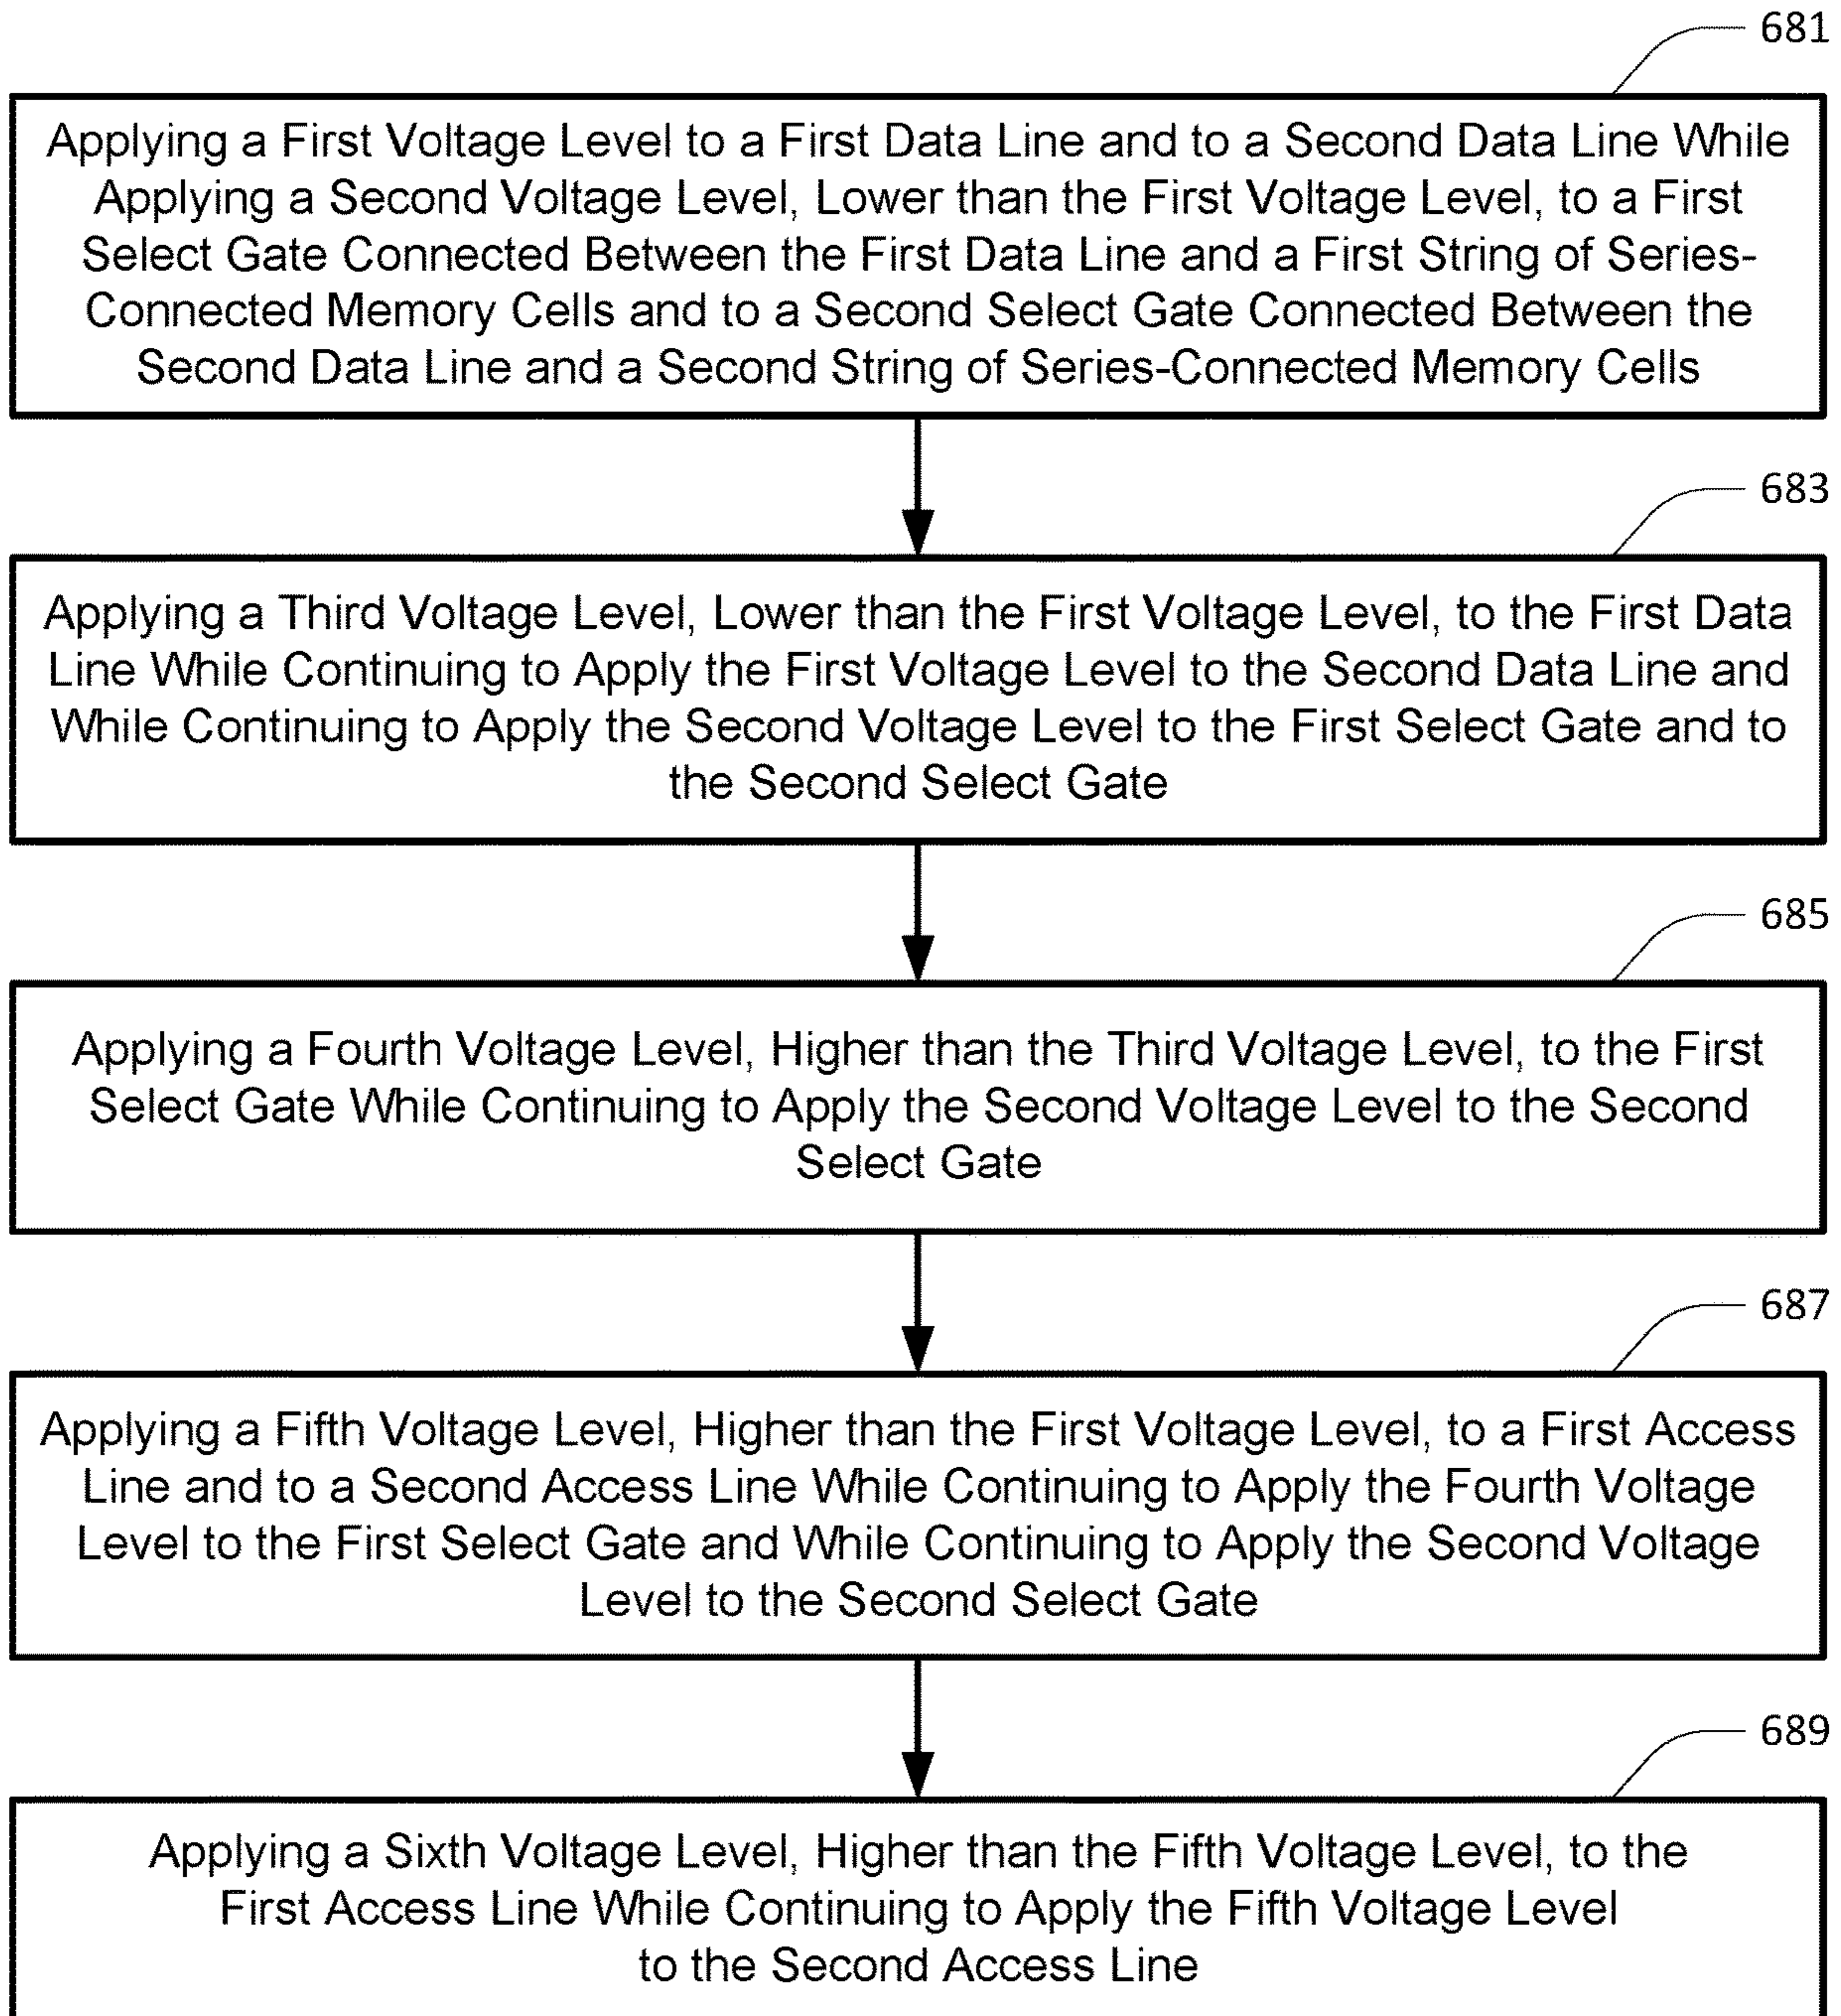 681
Applying a First Voltage Level to a First Data Line and to a Second Data Line While
Applying a Second Voltage Level, Lower than the First Voltage Level, to a First
Select Gate Connected Between the First Data Line and a First String of Series-
Connected Memory Cells and to a Second Select Gate Connected Between the
Second Data Line and a Second String of Series-Connected Memory Cells
683
Applying a Third Voltage Level, Lower than the First Voltage Level, to the First Data
Line While Continuing to Apply the First Voltage Level to the Second Data Line and
While Continuing to Apply the Second Voltage Level to the First Select Gate and to
the Second Select Gate
685
Applying a Fourth Voltage Level, Higher than the Third Voltage Level, to the First
Select Gate While Continuing to Apply the Second Voltage Level to the Second
Select Gate
687
Applying a Fifth Voltage Level, Higher than the First Voltage Level, to a First Access
Line and to a Second Access Line While Continuing to Apply the Fourth Voltage
Level to the First Select Gate and While Continuing to Apply the Second Voltage
Level to the Second Select Gate
689
Applying a Sixth Voltage Level, Higher than the Fifth Voltage Level, to the
First Access Line While Continuing to Apply the Fifth Voltage Level
to the Second Access Line